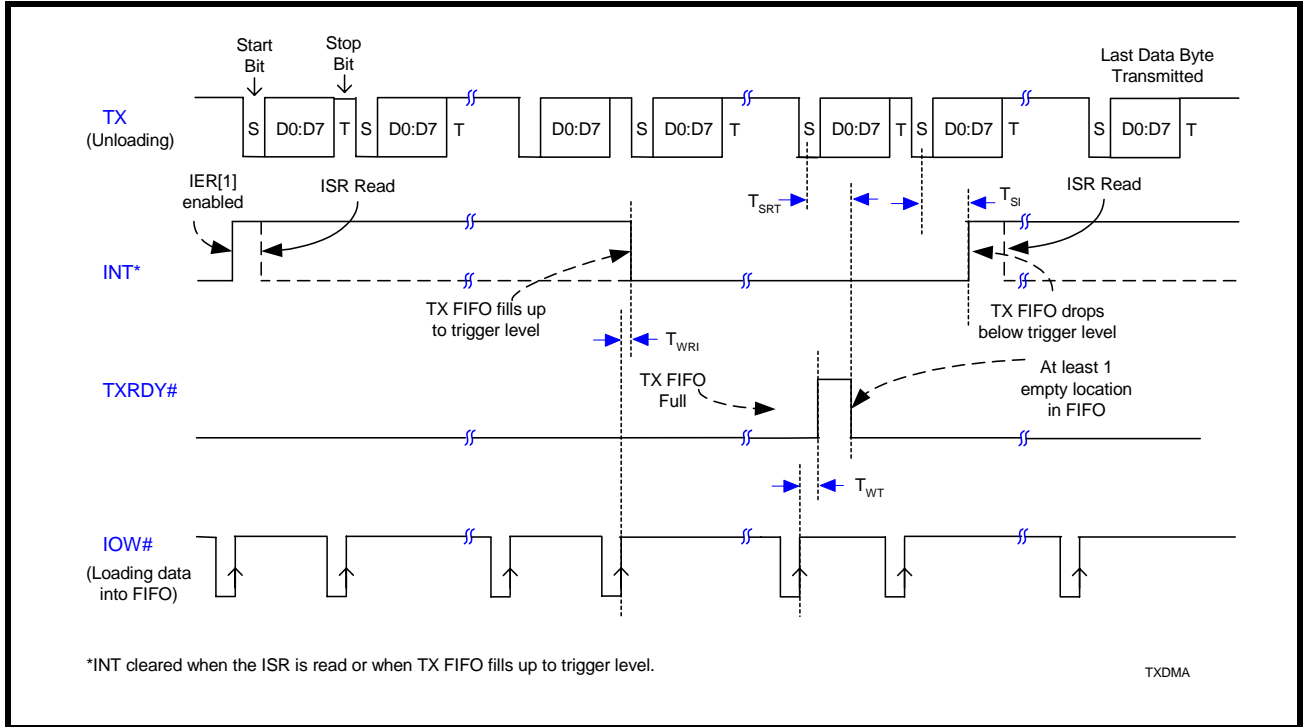 Start
Bit
Stop
Bit
Last Data Byte
Transmitted
TX
(Unloading)
S D0:D7 T S D0:D7 T D0:D7 S D0:D7 T S D0:D7 T S D0:D7 T S D0:D7 T
IER[1]
enabled
ISR Read
TSRT
TSI
ISR Read
INT*
TX FIFO fills up
to trigger level
TX FIFO drops
below trigger level
TWRI
TXRDY#
TX FIFO
Full
At least 1
empty location
in FIFO
TWT
IOW#
(Loading data
into FIFO)
*INT cleared when the ISR is read or when TX FIFO fills up to trigger level.
TXDMA